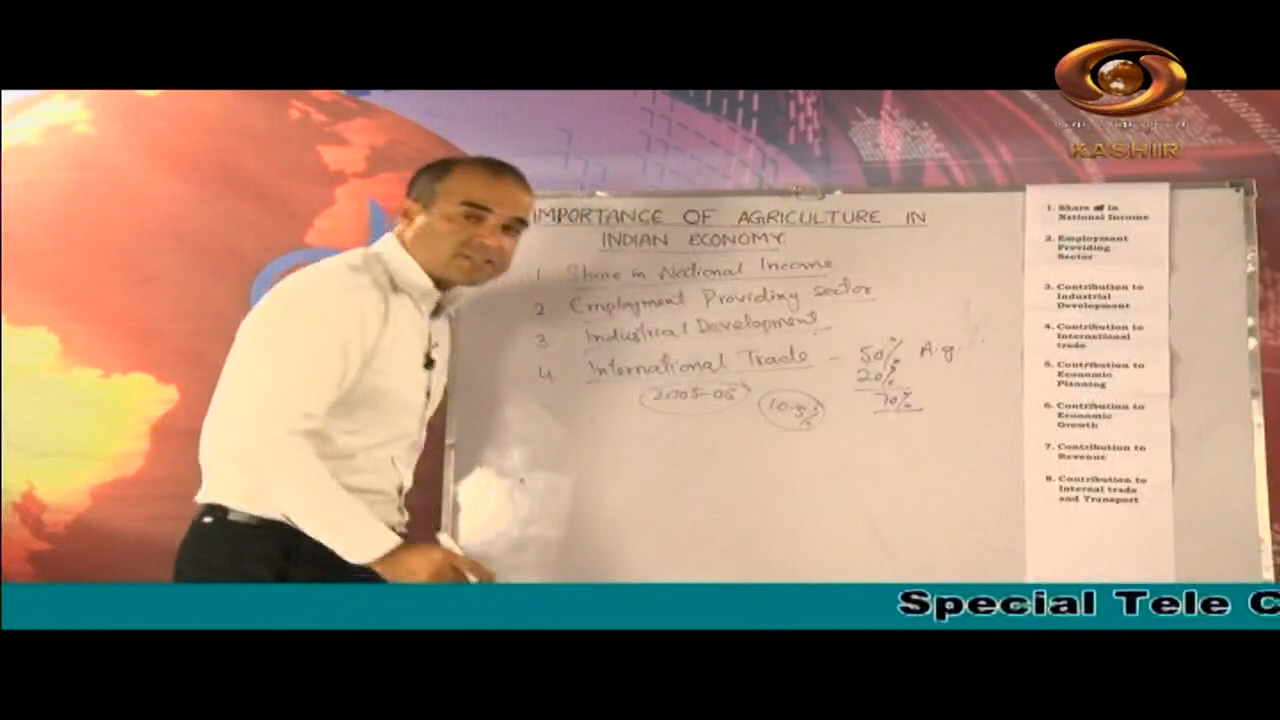 KASHIR
IMPORTANCE OF AGRICULTURE IN
INDIAN ECONOMY.
1 Share in National Income
2 Employment Providing sector
3 Industrial Development
4 International Trade - 50% Ag.
20%
70%
2005-06
10.5%
1. Share of in
National Income
2. Employment
Providing
Sector
3. Contribution to
Industrial
Development
4. Contribution to
International
trade
5. Contribution to
Economic
Planning
6. Contribution to
Economic
Growth
7. Contribution to
Revenue
8. Contribution to
Internal trade
and Transport
Special Tele C